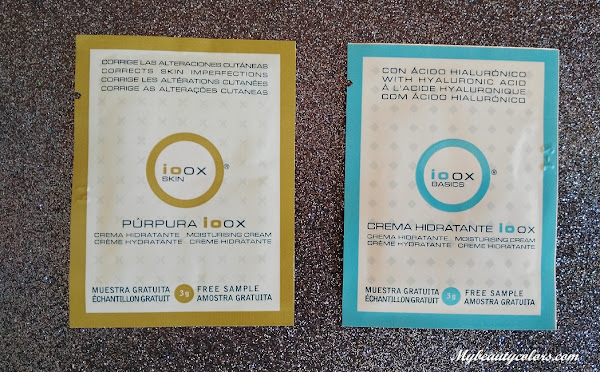 CORRIGE LAS ALTERACIONES CUTÁNEAS
CORRECTS SKIN IMPERFECTIONS
CORRIGE LES ALTÉRATIONS CUTANÉES
CORRIGE AS ALTERAÇÕES CUTANEAS
ioox
SKIN
®
PÚRPURA ioox
CREMA HIDRATANTE . MOISTURISING CREAM
CRÈME HYDRATANTE . CREME HIDRATANTE
MUESTRA GRATUITA 3g FREE SAMPLE
ÉCHANTILLON GRATUIT AMOSTRA GRATUITA
CON ÁCIDO HIALURÓNICO
WITH HYALURONIC ACID
À L'ACIDE HYALURONIQUE
COM ÁCIDO HIALURÓNICO
ioox
BASICS
®
CREMA HIDRATANTE ioox
CREMA HIDRATANTE . MOISTURISING CREAM
CRÈME HYDRATANTE . CREME HIDRATANTE
MUESTRA GRATUITA 3g FREE SAMPLE
ÉCHANTILLON GRATUIT AMOSTRA GRATUITA
Mybeautycolors.com